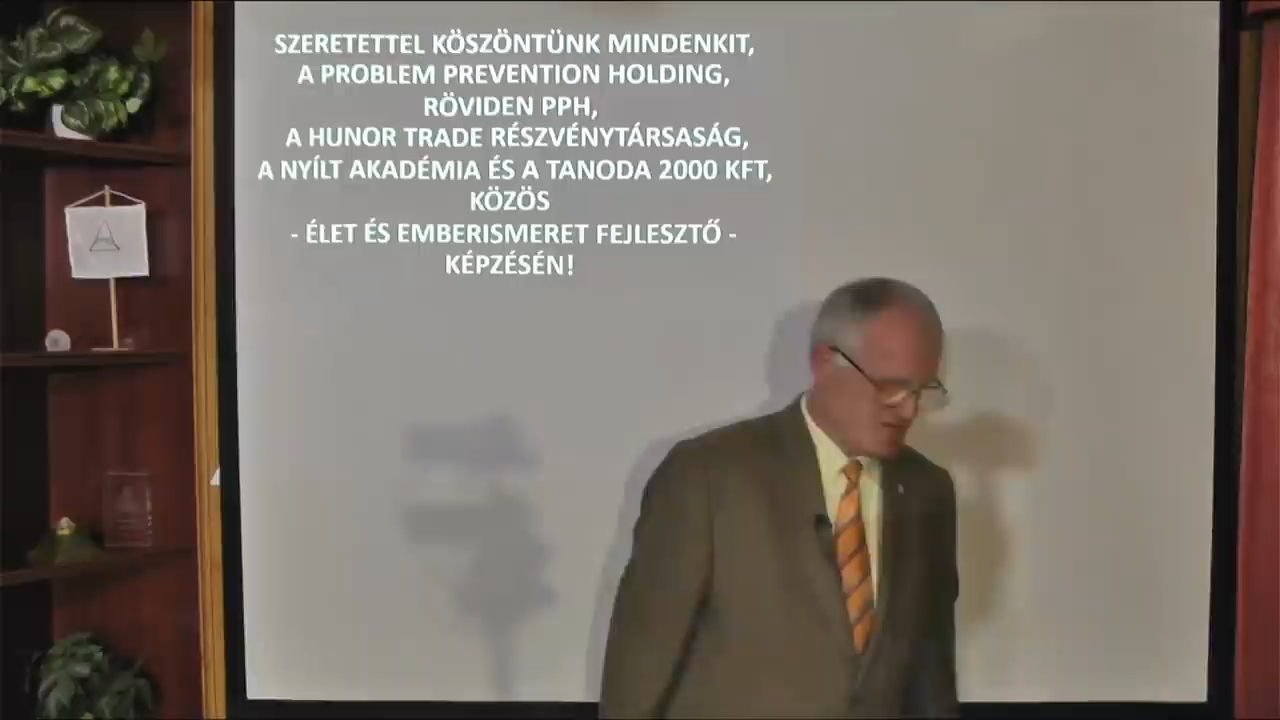 SZERETETTEL KÖSZÖNTÜNK MINDENKIT,
A PROBLEM PREVENTION HOLDING,
RÖVIDEN PPH,
A HUNOR TRADE RÉSZVÉNYTÁRSASÁG,
A NYÍLT AKADÉMIA ÉS A TANODA 2000 KFT,
KÖZÖS
- ÉLET ÉS EMBERISMERET FEJLESZTŐ -
KÉPZÉSÉN!